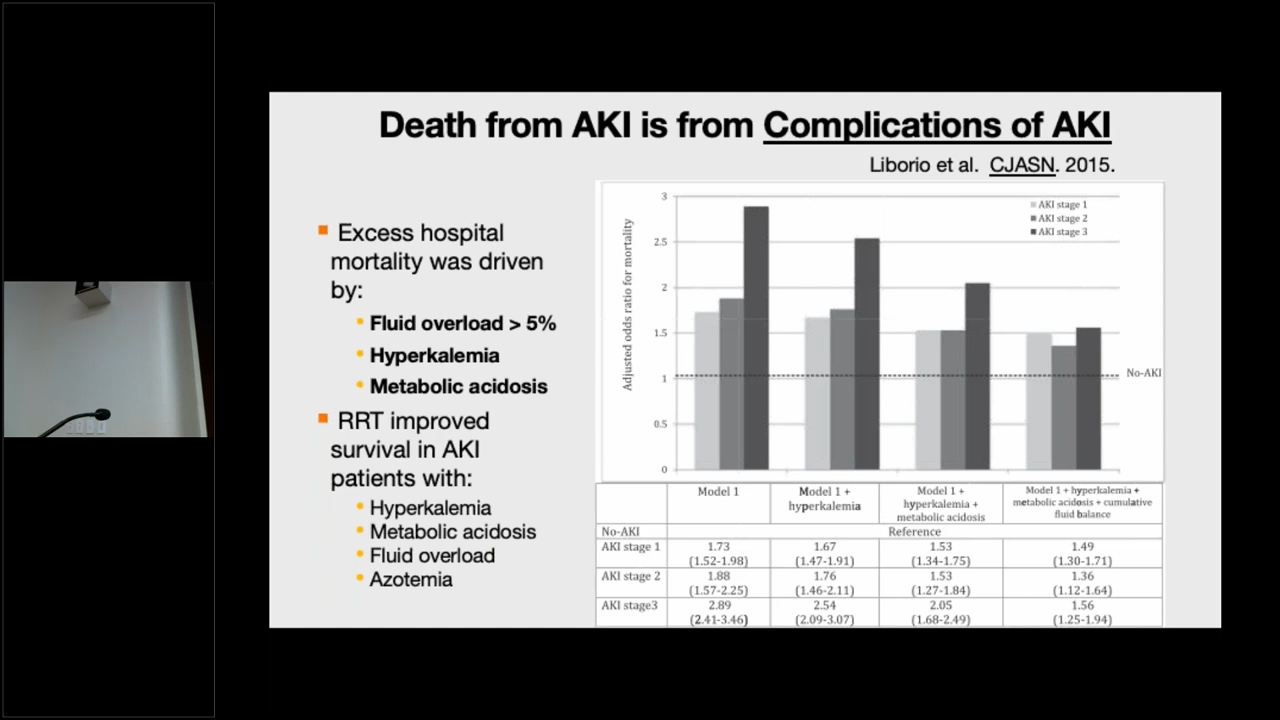 Death from AKI is from Complications of AKI
Liborio et al. CJASN. 2015.
Excess hospital
mortality was driven
by:
Fluid overload > 5%
Hyperkalemia
Metabolic acidosis
RRT improved
survival in AKI
patients with:
Hyperkalemia
Metabolic acidosis
Fluid overload
Azotemia
Adjusted odds ratio for mortality
3
2.5
2
1.5
1
0.5
0
AKI stage 1
AKI stage 2
AKI stage 3
No-AKI
Model 1
Model 1 +
hyperkalemia
Model 1 +
hyperkalemia +
metabolic acidosis
Model 1 + hyperkalemia +
metabolic acidosis + cumulative
fluid balance
No-AKI Reference
AKI stage 1 1.73 1.67 1.53 1.49
(1.52-1.98) (1.47-1.91) (1.34-1.75) (1.30-1.71)
AKI stage 2 1.88 1.76 1.53 1.36
(1.57-2.25) (1.46-2.11) (1.27-1.84) (1.12-1.64)
AKI stage3 2.89 2.54 2.05 1.56
(2.41-3.46) (2.09-3.07) (1.68-2.49) (1.25-1.94)